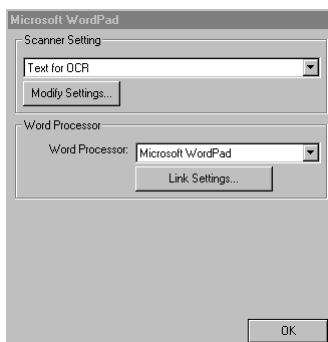 Microsoft WordPad
Scanner Setting
Text for OCR
Modify Settings...
Word Processor
Word Processor: Microsoft WordPad
Link Settings...
OK